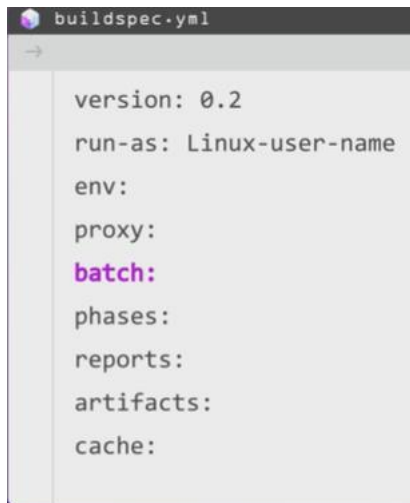 buildspec.yml
→
version: 0.2
run-as: Linux-user-name
env:
proxy:
batch:
phases:
reports:
artifacts:
cache: